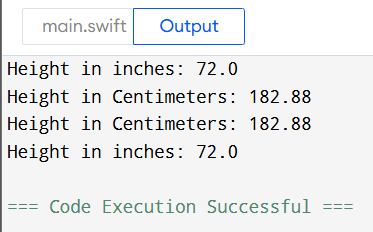 main.swift
Output
Height in inches: 72.0
Height in Centimeters: 182.88
Height in Centimeters: 182.88
Height in inches: 72.0
=== Code Execution Successful ===